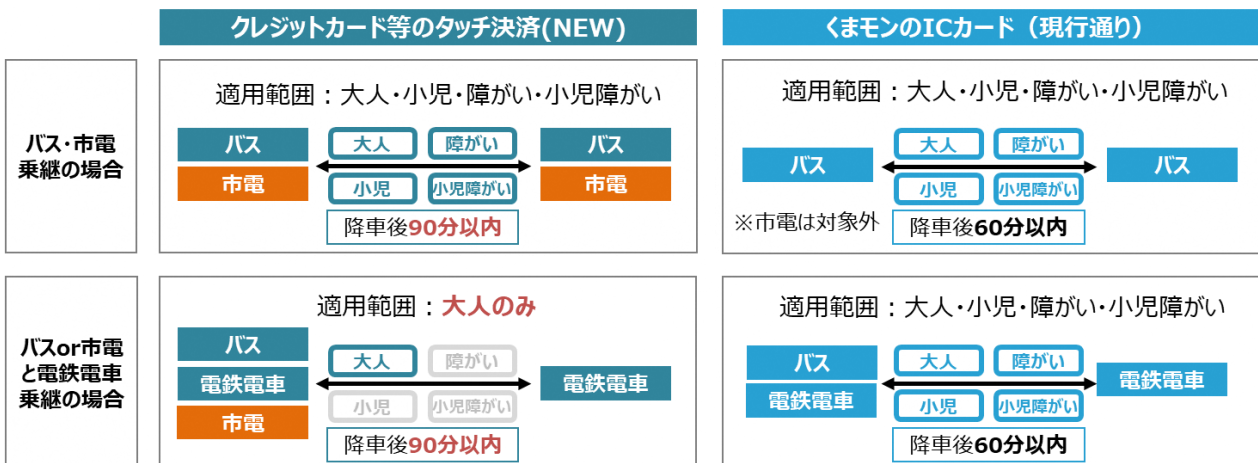 クレジットカード等のタッチ決済(NEW)
くまモンのICカード（現行通り）
バス・市電
乗継の場合
適用範囲：大人・小児・障がい・小児障がい
バス
市電
大人
障がい
小児
小児障がい
バス
市電
降車後90分以内
適用範囲：大人・小児・障がい・小児障がい
バス
大人
障がい
小児
小児障がい
バス
※市電は対象外
降車後60分以内
バスor市電
と電鉄電車
乗継の場合
適用範囲：大人のみ
バス
電鉄電車
市電
大人
障がい
小児
小児障がい
電鉄電車
降車後90分以内
適用範囲：大人・小児・障がい・小児障がい
バス
電鉄電車
大人
障がい
小児
小児障がい
電鉄電車
降車後60分以内